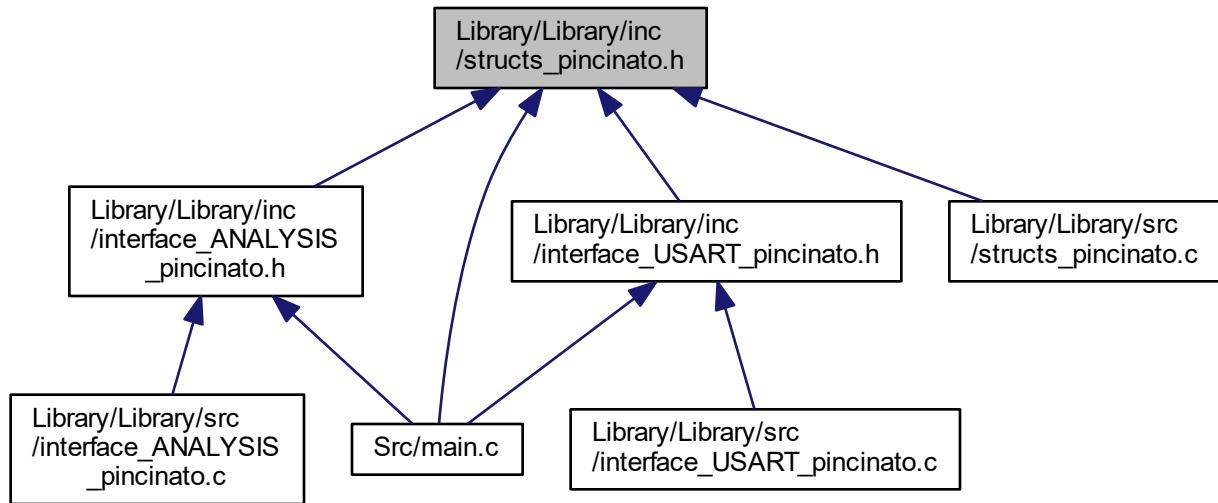 Library/Library/inc
/structs_pincinato.h
Library/Library/inc
/interface_ANALYSIS
_pincinato.h
Library/Library/inc
/interface_USART_pincinato.h
Library/Library/src
/structs_pincinato.c
Library/Library/src
/interface_ANALYSIS
_pincinato.c
Src/main.c
Library/Library/src
/interface_USART_pincinato.c